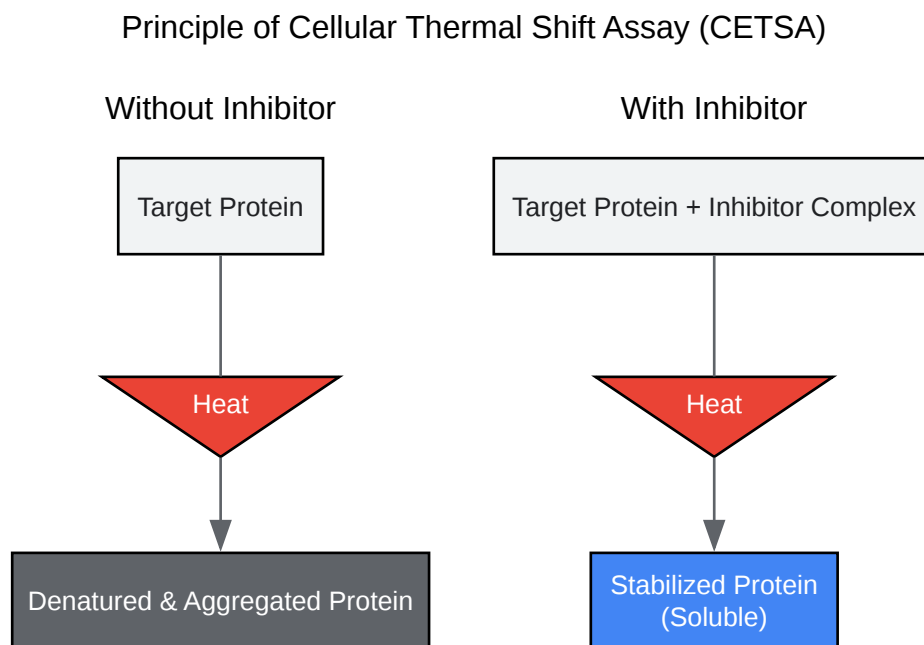 Principle of Cellular Thermal Shift Assay (CETSA)
Without Inhibitor
Target Protein
Heat
Denatured & Aggregated Protein
With Inhibitor
Target Protein + Inhibitor Complex
Heat
Stabilized Protein
(Soluble)